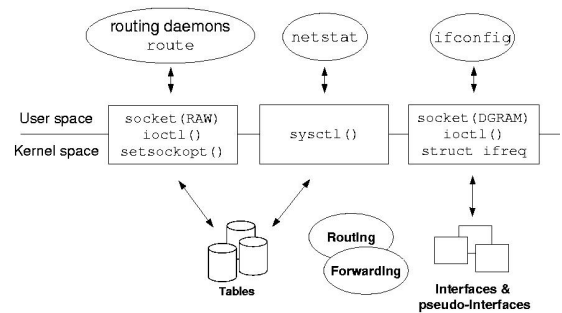 routing daemons
route
netstat
ifconfig
User space
Kernel space
socket(RAW)
ioctl()
setsockopt()
sysctl()
socket(DGRAM)
ioctl()
struct ifreq
Tables
Routing
Forwarding
Interfaces &
pseudo-Interfaces